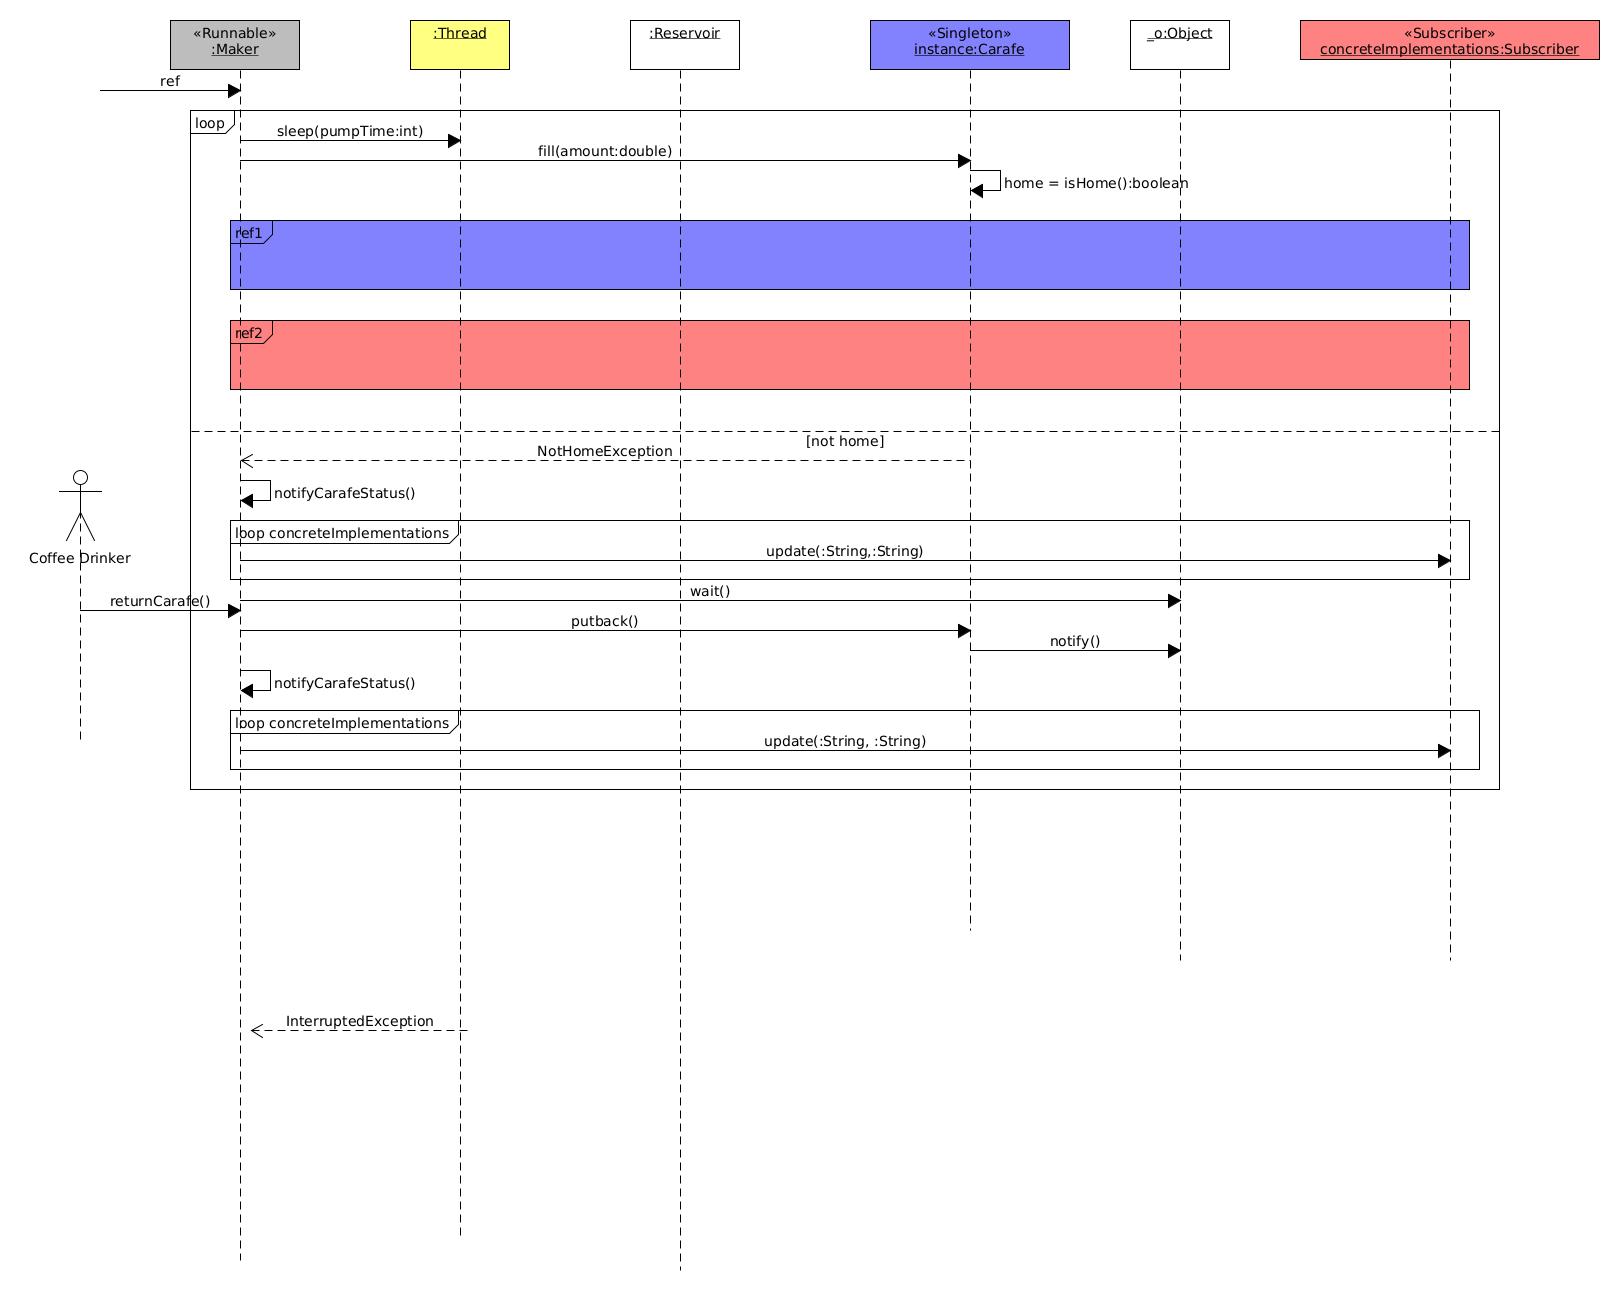 «Runnable»
:Maker
:Thread
:Reservoir
«Singleton»
instance:Carafe
_o:Object
«Subscriber»
concreteImplementations:Subscriber
ref
loop
sleep(pumpTime:int)
fill(amount:double)
home = isHome():boolean
ref1
ref2
[not home]
NotHomeException
notifyCarafeStatus()
loop concreteImplementations
update(:String,:String)
Coffee Drinker
wait()
returnCarafe()
putback()
notify()
notifyCarafeStatus()
loop concreteImplementations
update(:String, :String)
InterruptedException